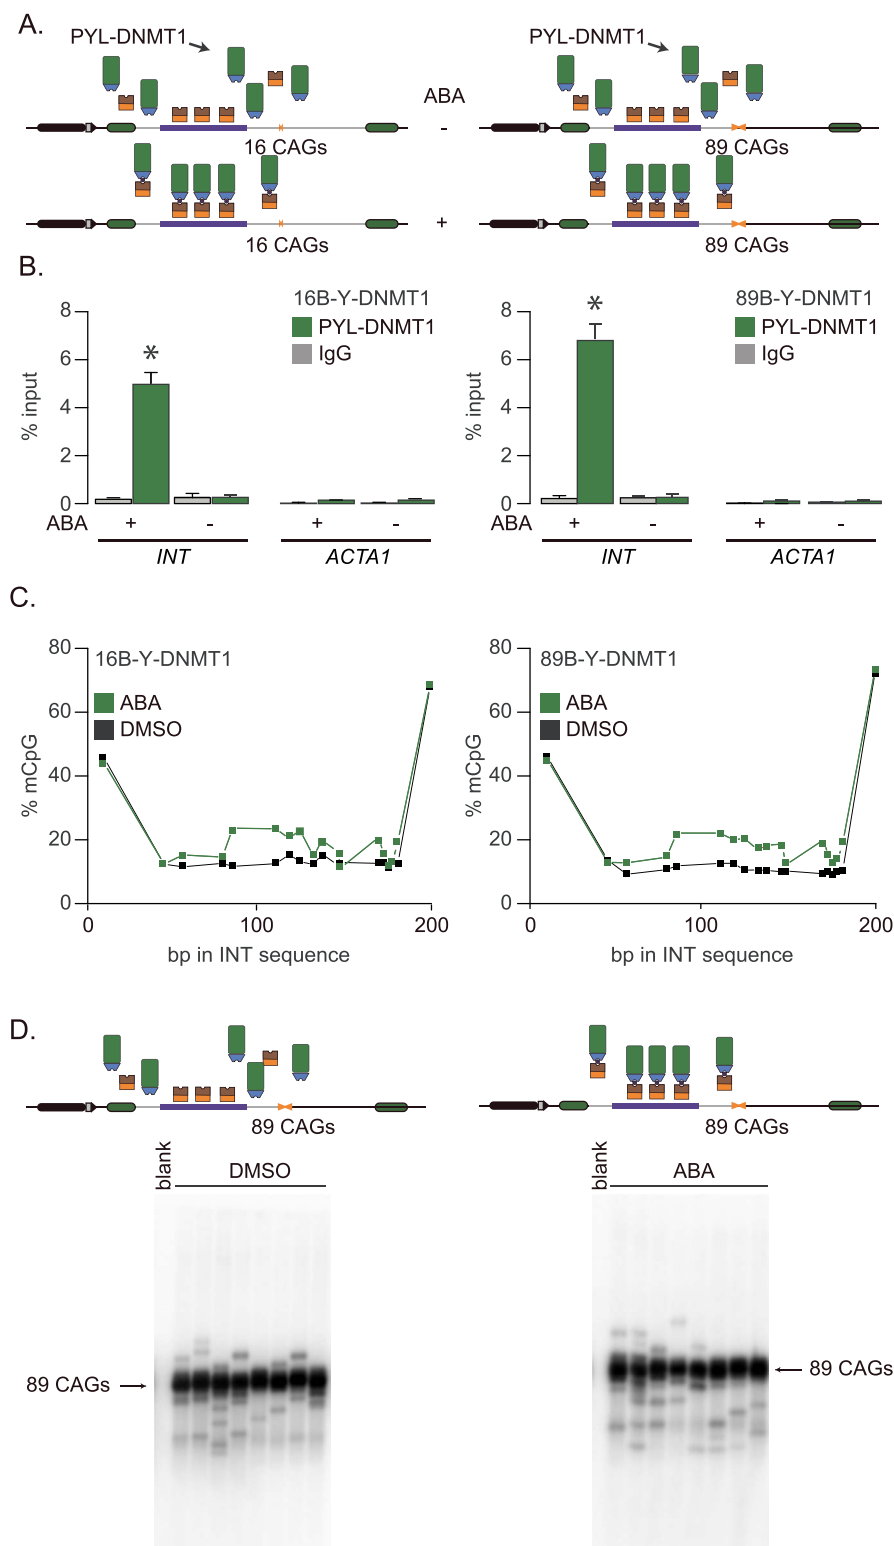 A.
PYL-DNMT1
PYL-DNMT1
ABA
-
16 CAGs
89 CAGs
+
16 CAGs
89 CAGs
B.
16B-Y-DNMT1
PYL-DNMT1
IgG
% input
8
6
4
2
0
ABA
+
-
+
-
INT
ACTA1
89B-Y-DNMT1
PYL-DNMT1
IgG
% input
8
6
4
2
0
ABA
+
-
+
-
INT
ACTA1
*
*
C.
16B-Y-DNMT1
ABA
DMSO
% mCpG
80
60
40
20
0
0
100
200
bp in INT sequence
89B-Y-DNMT1
ABA
DMSO
% mCpG
80
60
40
20
0
0
100
200
bp in INT sequence
D.
89 CAGs
89 CAGs
blank
DMSO
blank
ABA
89 CAGs
89 CAGs